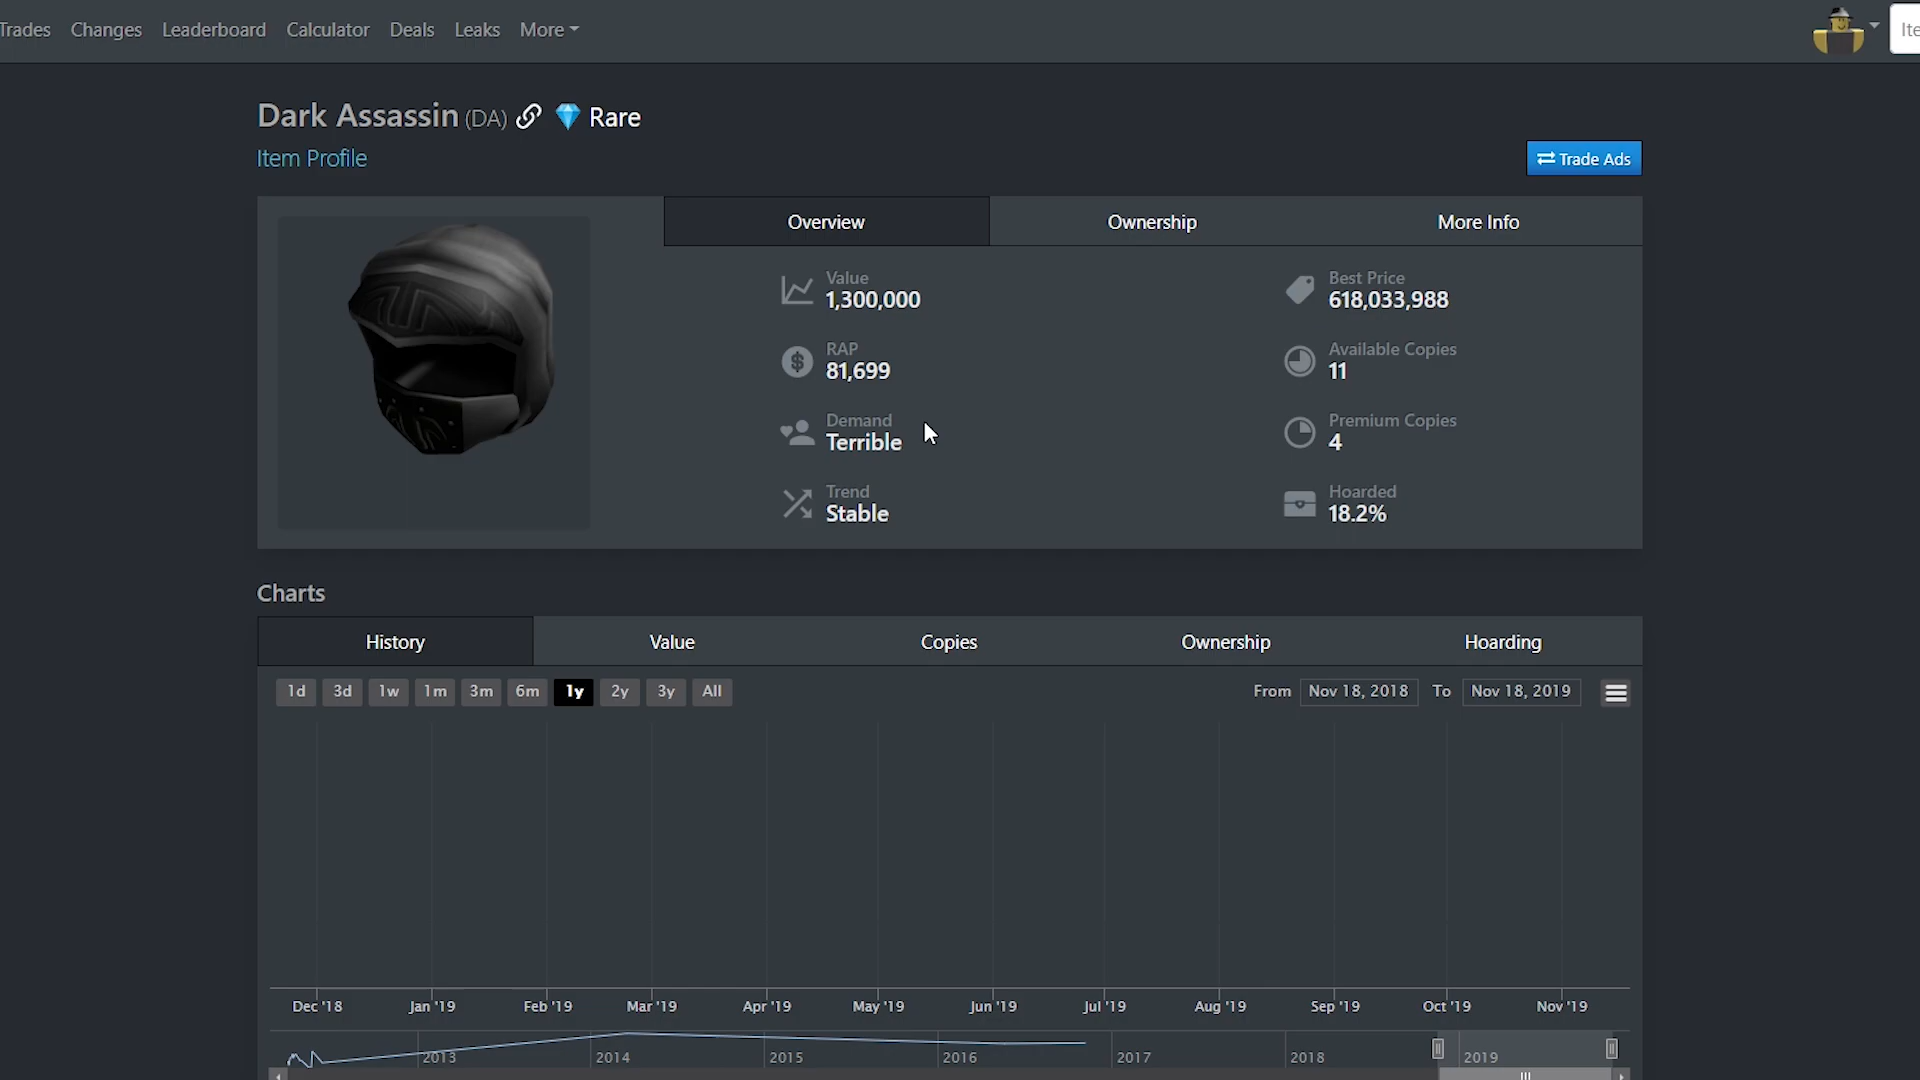 Trades Changes Leaderboard Calculator Deals Leaks More
Dark Assassin (DA) Rare
Item Profile
Trade Ads
Overview Ownership More Info
Value
1,300,000
Best Price
618,033,988
RAP
81,699
Available Copies
11
Demand
Terrible
Premium Copies
4
Trend
Stable
Hoarded
18.2%
Charts
History Value Copies Ownership Hoarding
1d 3d 1w 1m 3m 6m 1y 2y 3y All From Nov 18, 2018 To Nov 18, 2019
Dec '18 Jan '19 Feb '19 Mar '19 Apr '19 May '19 Jun '19 Jul '19 Aug '19 Sep '19 Oct '19 Nov '19
2013 2014 2015 2016 2017 2018 2019